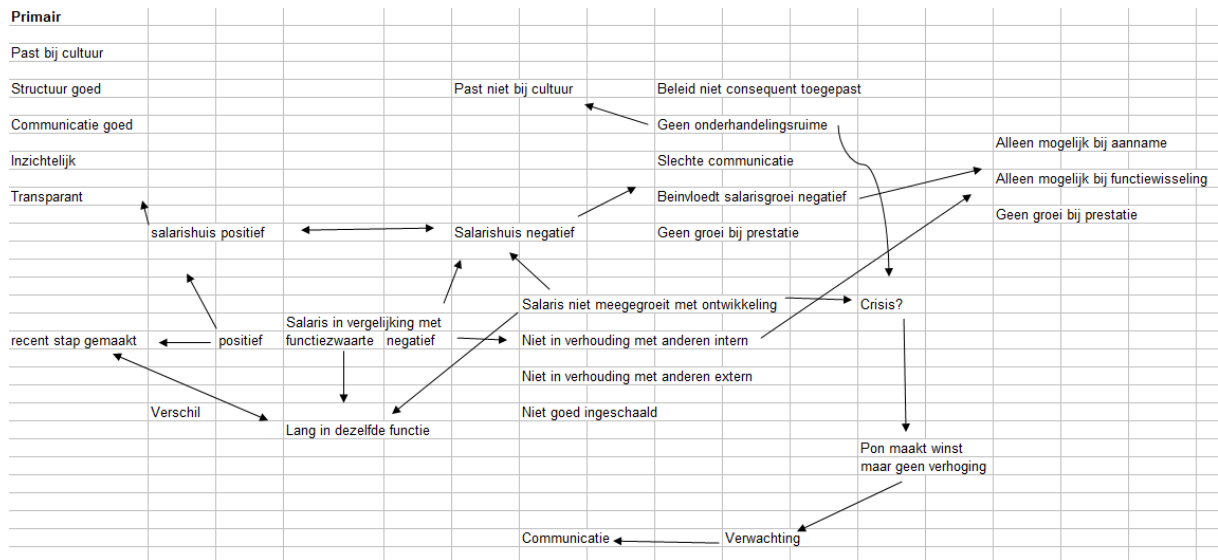 Primair
Past bij cultuur
Structuur goed
Past niet bij cultuur
Beleid niet consequent toegepast
Communicatie goed
Geen onderhandelingsruime
Alleen mogelijk bij aanname
Inzichtelijk
Slechte communicatie
Alleen mogelijk bij functiewisseling
Transparant
Beinvloedt salarisgroei negatief
Geen groei bij prestatie
salarishuis positief
Salarishuis negatief
Geen groei bij prestatie
Salaris niet meegegroeit met ontwikkeling
Crisis?
recent stap gemaakt
positief
Salaris in vergelijking met
functiezwaarte
negatief
Niet in verhouding met anderen intern
Niet in verhouding met anderen extern
Verschil
Niet goed ingeschaald
Lang in dezelfde functie
Pon maakt winst
maar geen verhoging
Communicatie
Verwachting